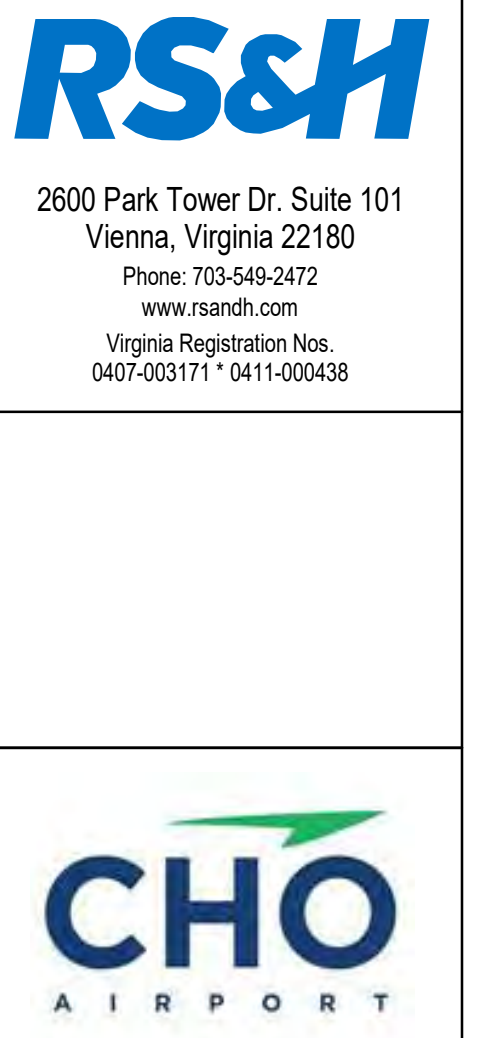 RS&H
2600 Park Tower Dr. Suite 101
Vienna, Virginia 22180
Phone: 703-549-2472
www.rsandh.com
Virginia Registration Nos.
0407-003171 * 0411-000438
CHO
AIRPORT